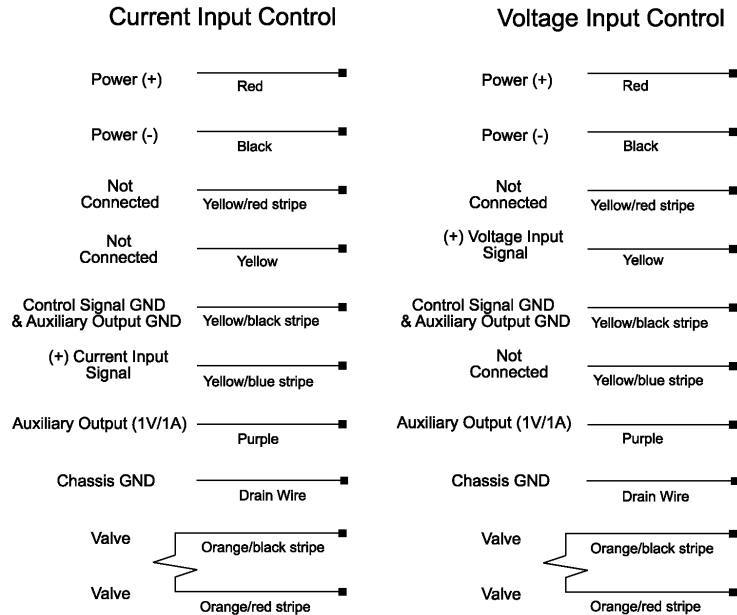 Current Input Control
Power (+)
Red
Power (-)
Black
Not
Connected
Yellow/red stripe
Not
Connected
Yellow
Control Signal GND
& Auxiliary Output GND
Yellow/black stripe
(+) Current Input
Signal
Yellow/blue stripe
Auxiliary Output (1V/1A)
Purple
Chassis GND
Drain Wire
Valve
Orange/black stripe
Valve
Orange/red stripe
Voltage Input Control
Power (+)
Red
Power (-)
Black
Not
Connected
Yellow/red stripe
(+) Voltage Input
Signal
Yellow
Control Signal GND
& Auxiliary Output GND
Yellow/black stripe
Not
Connected
Yellow/blue stripe
Auxiliary Output (1V/1A)
Purple
Chassis GND
Drain Wire
Valve
Orange/black stripe
Valve
Orange/red stripe